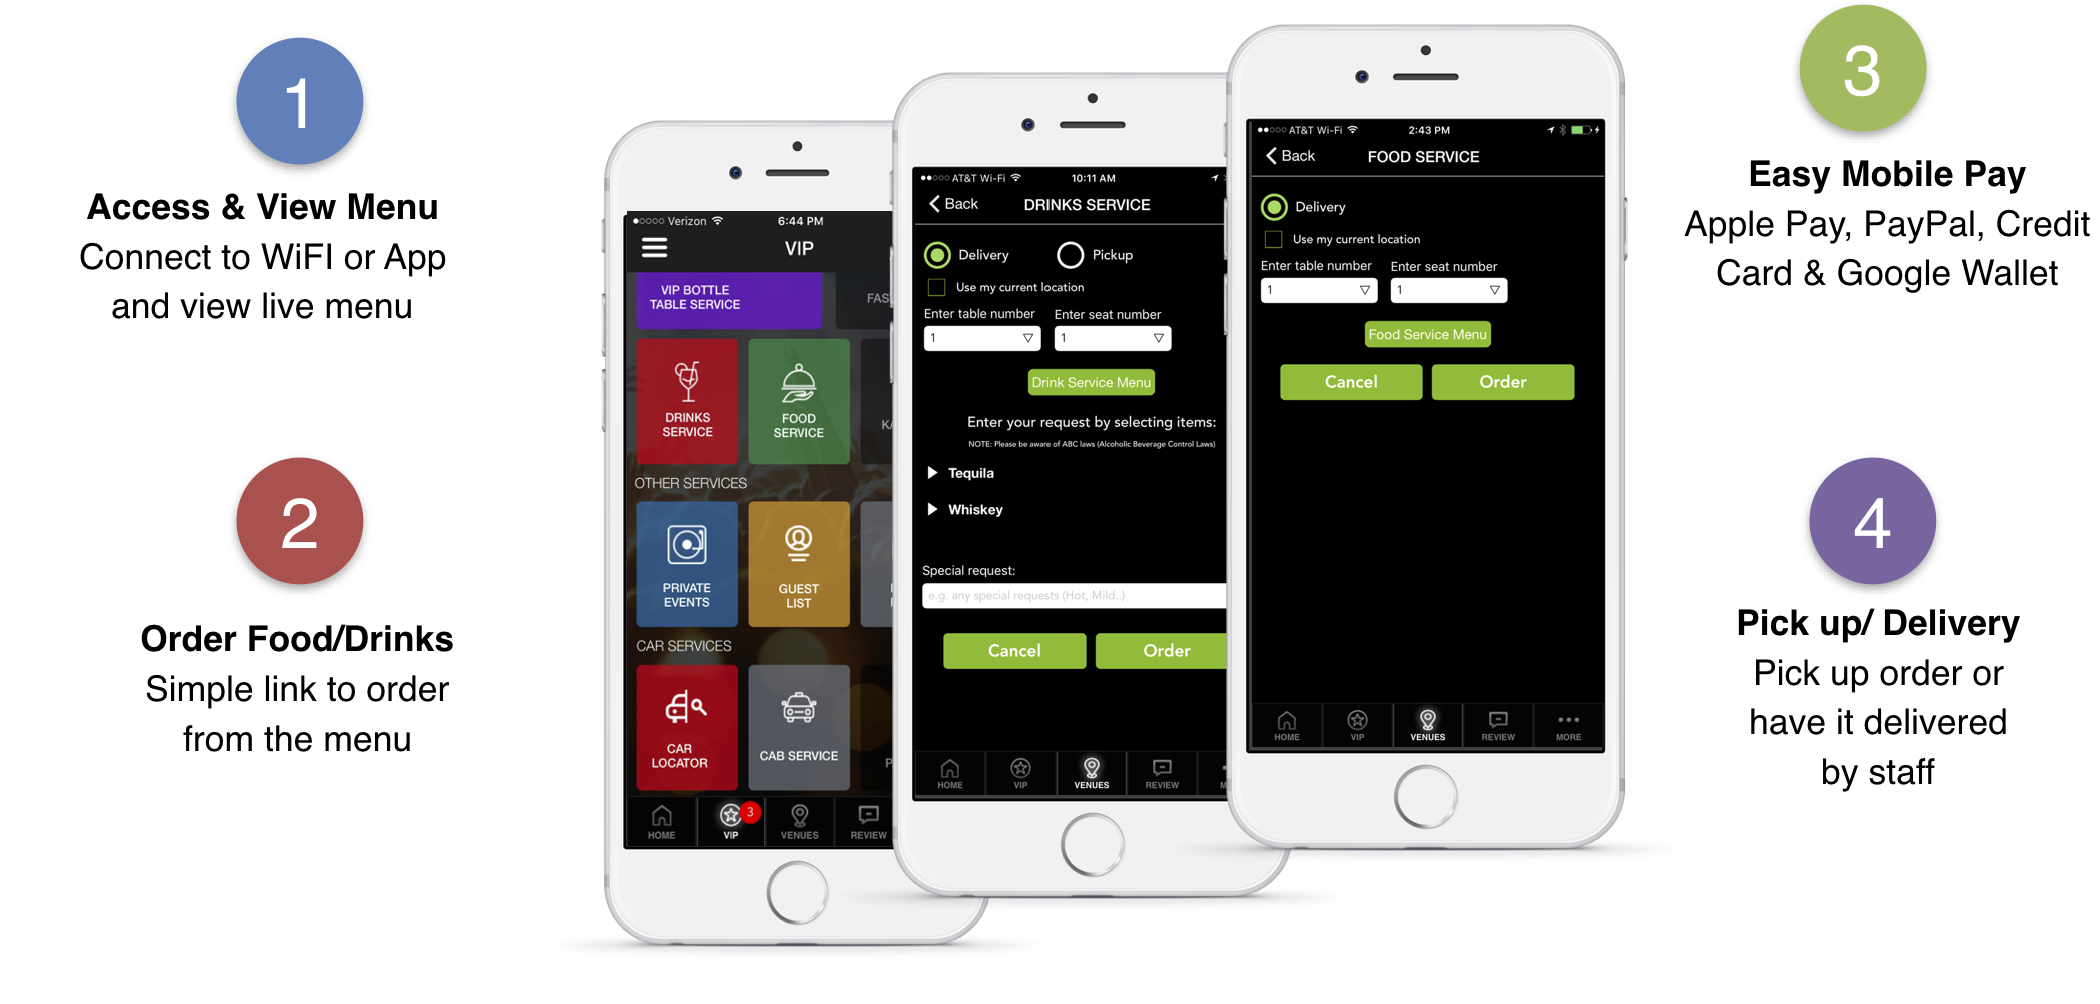 1
Access & View Menu
Connect to WiFI or App
and view live menu
2
Order Food/Drinks
Simple link to order
from the menu
Verizon
6:44 PM
VIP
VIP BOTTLE
TABLE SERVICE
DRINKS
SERVICE
FOOD
SERVICE
OTHER SERVICES
PRIVATE
EVENTS
GUEST
LIST
CAR SERVICES
CAR
LOCATOR
CAB SERVICE
HOME
VIP
3
VENUES
REVIEW
AT&T Wi-Fi
10:11 AM
Back
DRINKS SERVICE
Delivery
Pickup
Use my current location
Enter table number
Enter seat number
1
1
Drink Service Menu
Enter your request by selecting items:
NOTE: Please be aware of ABC laws (Alcoholic Beverage Control Laws)
Tequila
Whiskey
Special request:
e.g. any special requests (Hot, Mild..)
Cancel
Order
HOME
VIP
VENUES
REVIEW
AT&T Wi-Fi
2:43 PM
Back
FOOD SERVICE
Delivery
Use my current location
Enter table number
Enter seat number
1
1
Food Service Menu
Cancel
Order
HOME
VIP
VENUES
REVIEW
MORE
3
Easy Mobile Pay
Apple Pay, PayPal, Credit
Card & Google Wallet
4
Pick up/ Delivery
Pick up order or
have it delivered
by staff